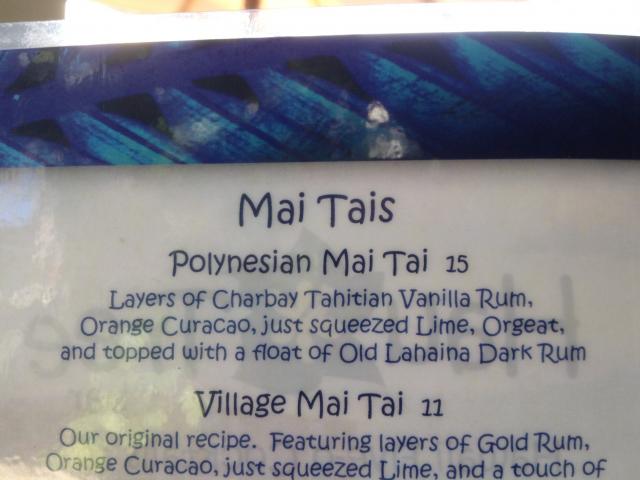 Mai Tais
Polynesian Mai Tai 15
Layers of Charbay Tahitian Vanilla Rum,
Orange Curacao, just squeezed Lime, Orgeat,
and topped with a float of Old Lahaina Dark Rum
Village Mai Tai 11
Our original recipe. Featuring layers of Gold Rum,
Orange Curacao, just squeezed Lime, and a touch of